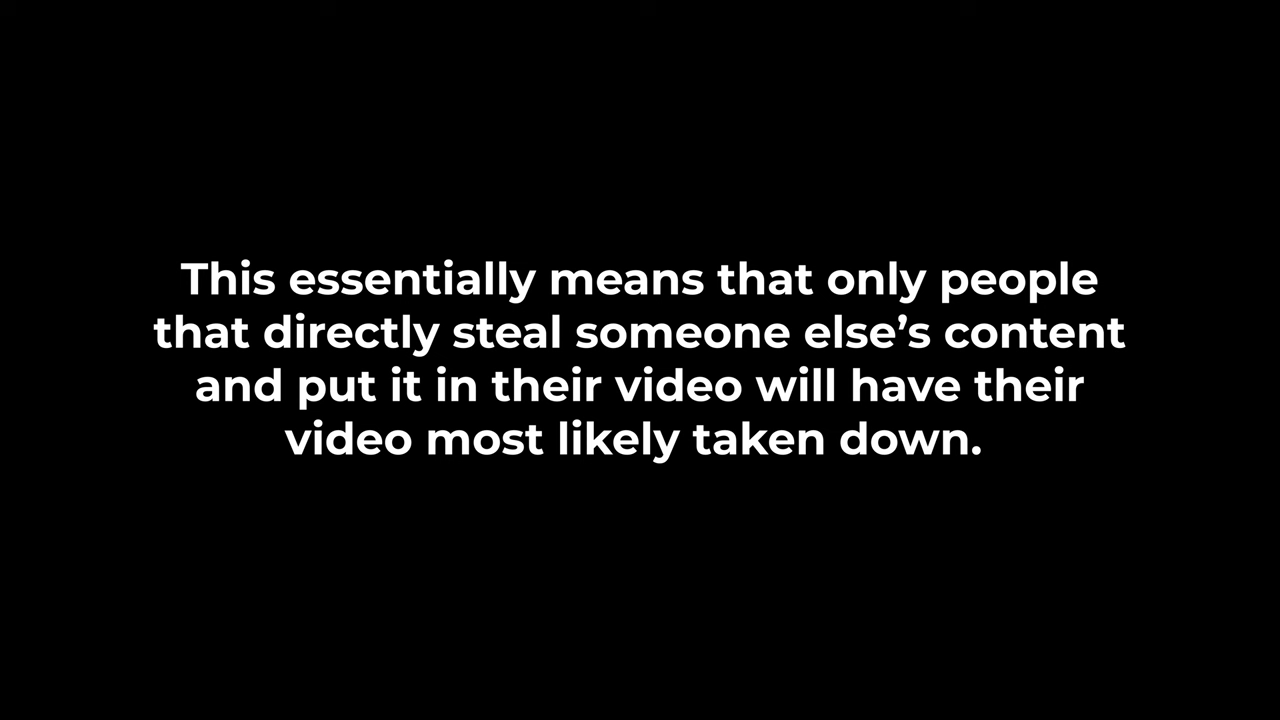 This essentially means that only people
that directly steal someone else’s content
and put it in their video will have their
video most likely taken down.